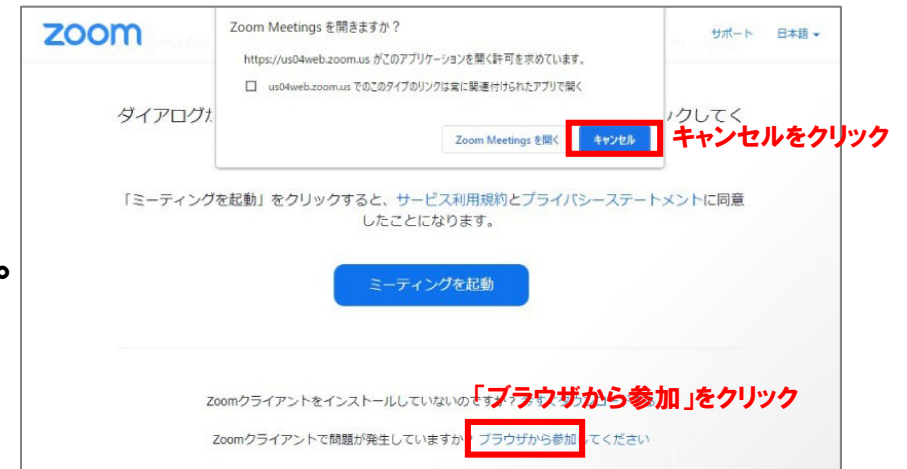 zoom
サポート 日本語
Zoom Meetings を開きますか？
https://us04web.zoom.us がこのアプリケーションを開く許可を求めています。
us04web.zoom.us でのこのタイプのリンクは常に関連付けられたアプリで開く
Zoom Meetings を開く キャンセル
キャンセルをクリック
ダイアログが クしてく
「ミーティングを起動」をクリックすると、サービス利用規約とプライバシーステートメントに同意
したことになります。
。
ミーティングを起動
「ブラウザから参加」をクリック
Zoomクライアントをインストールしていないのですか？
Zoomクライアントで問題が発生していますか ブラウザから参加してください